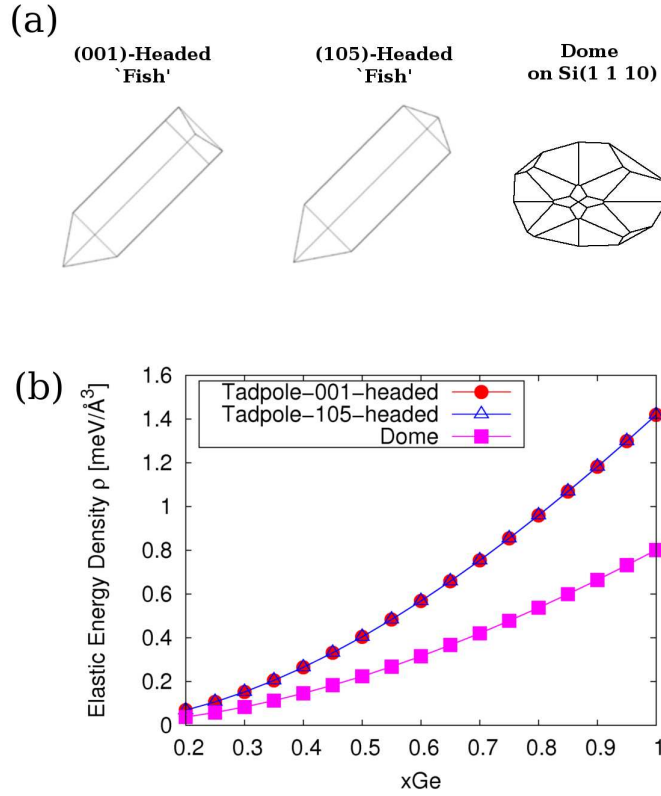 (a)
(001)-Headed
`Fish'
(105)-Headed
`Fish'
Dome
on Si(1 1 10)
(b)
Elastic Energy Density ρ [meV/Å³]
1.6
1.4
1.2
1
0.8
0.6
0.4
0.2
0
Tadpole-001-headed
Tadpole-105-headed
Dome
0.2 0.3 0.4 0.5 0.6 0.7 0.8 0.9 1
xGe